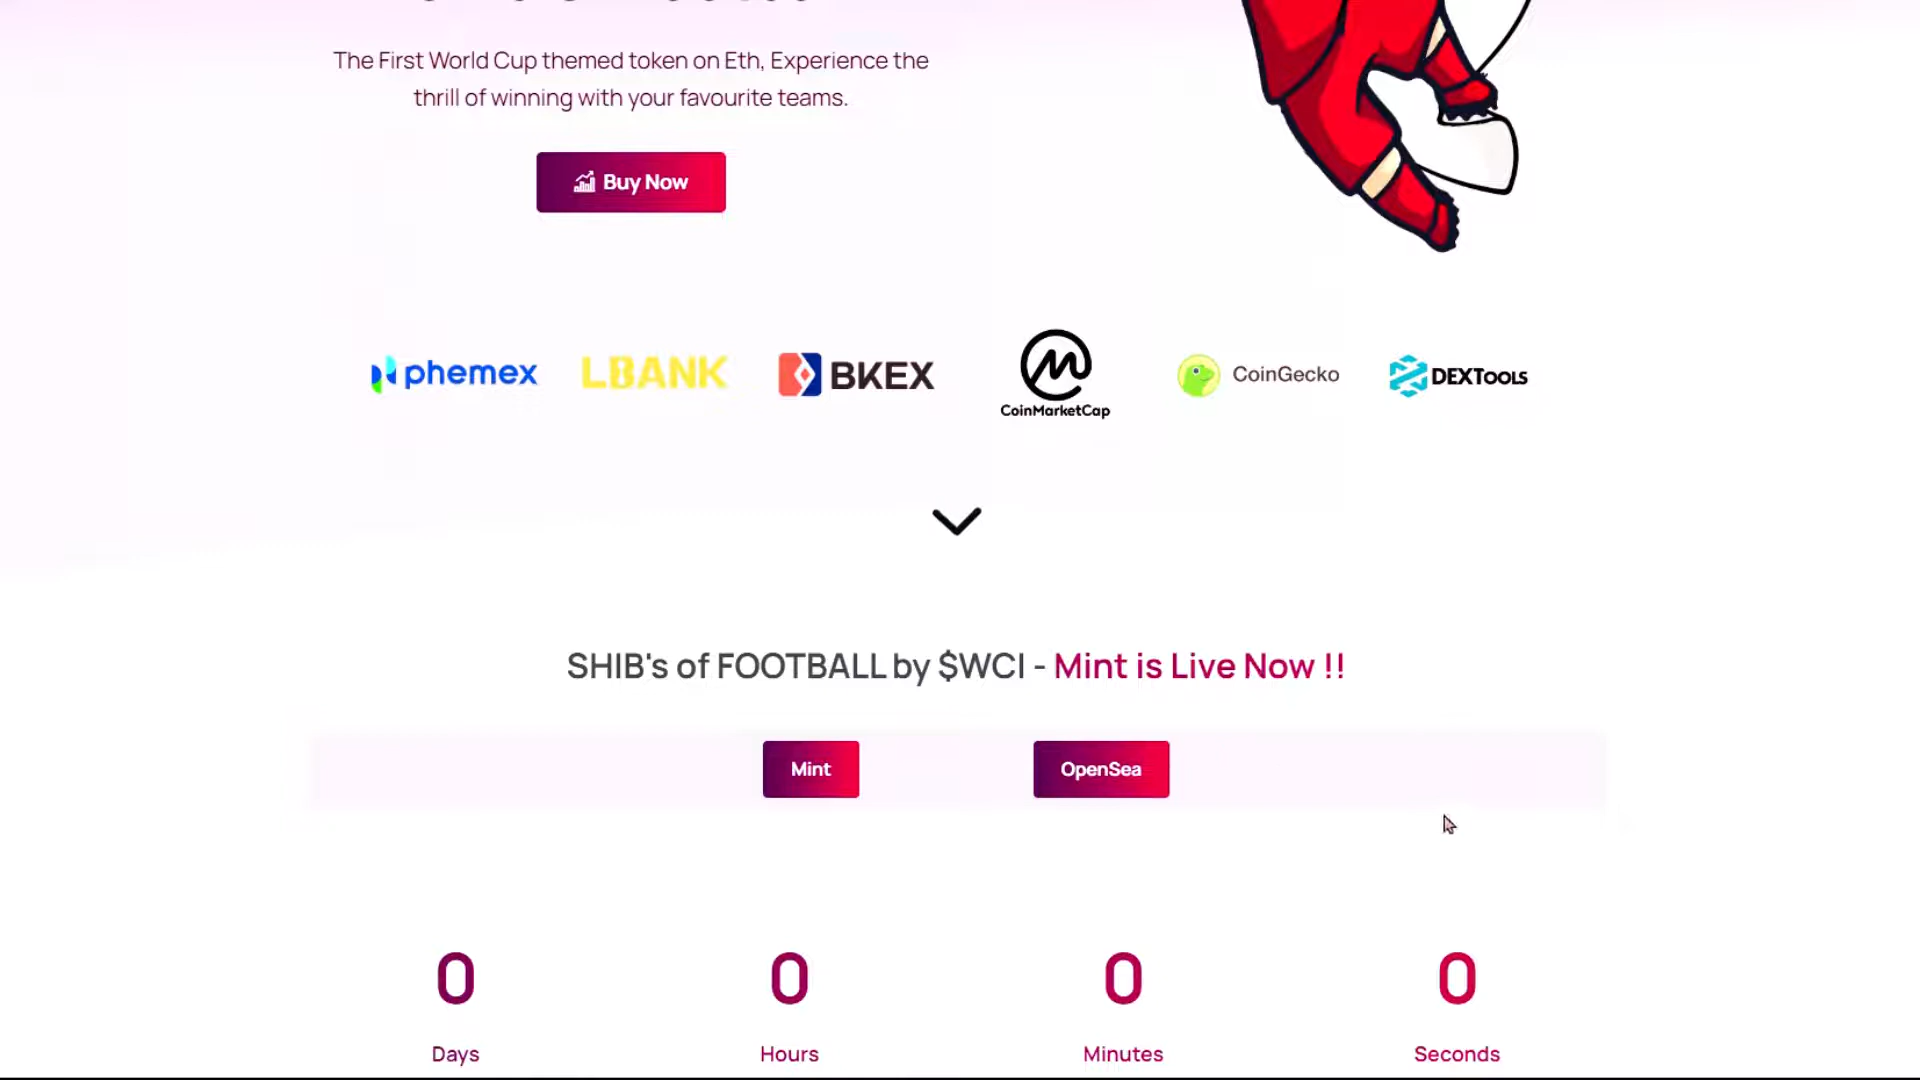 The First World Cup themed token on Eth, Experience the
thrill of winning with your favourite teams.
Buy Now
phemex LBANK BKEX CoinMarketCap CoinGecko DEXTools
SHIB's of FOOTBALL by $WCI - Mint is Live Now !!
Mint OpenSea
0 0 0 0
Days Hours Minutes Seconds